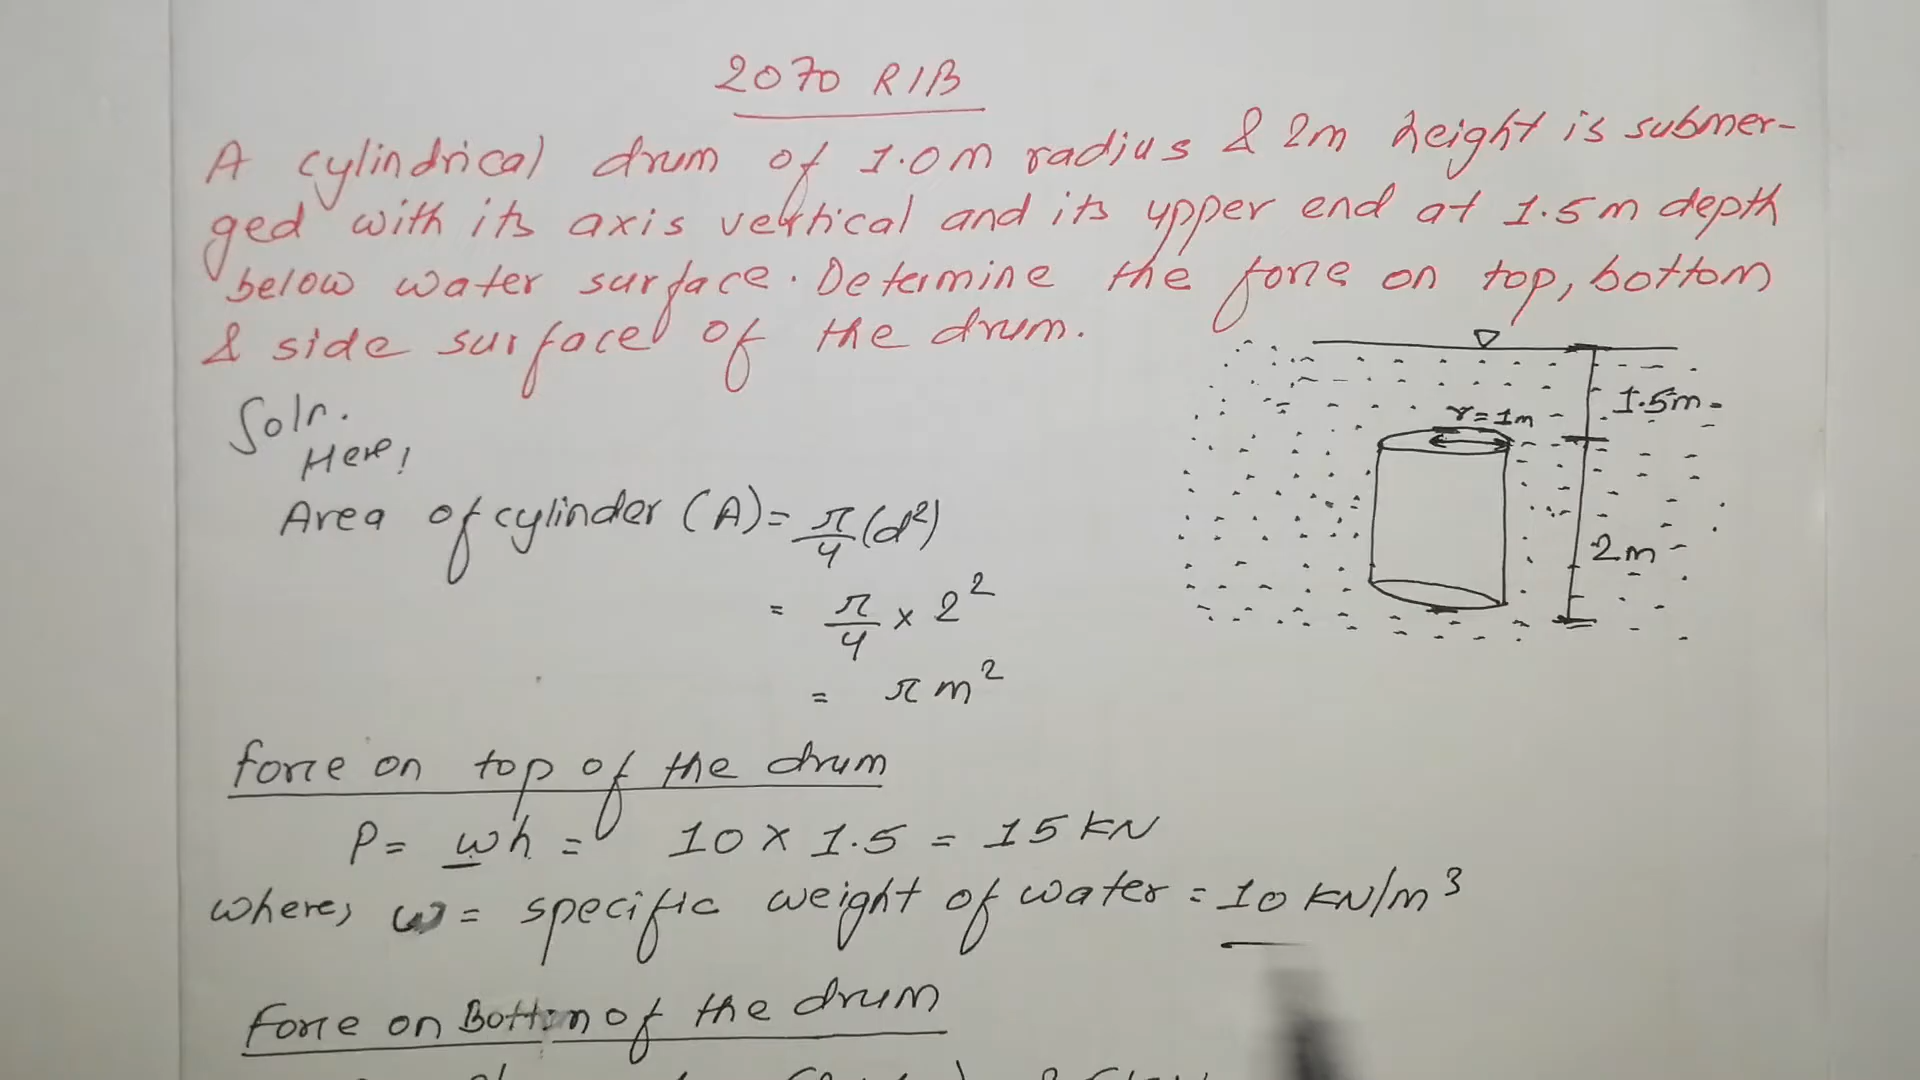 2070 RIB
A cylindrical drum of 1.0m radius & 2m height is submer-
ged with its axis vertical and its upper end at 1.5m depth
below water surface. Determine the force on top, bottom
& side surface of the drum.
Soln.
Here!
Area of cylinder (A) = π/4 (d²)
= π/4 × 2²
= π m²
r = 1m
1.5m
2m
force on top of the drum
P = wh = 10 × 1.5 = 15 KN
where, w = specific weight of water = 10 KN/m³
force on Bottom of the drum